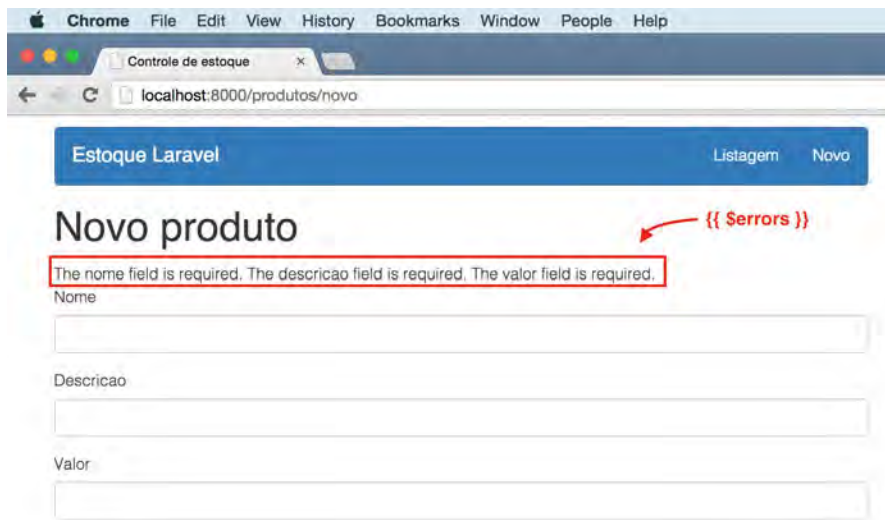 Chrome File Edit View History Bookmarks Window People Help
Controle de estoque ×
localhost:8000/produtos/novo
Estoque Laravel Listagem Novo
Novo produto
{{ $errors }}
The nome field is required. The descricao field is required. The valor field is required.
Nome
Descricao
Valor